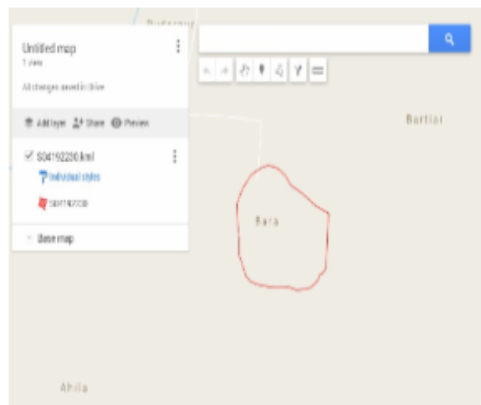 Untitled map
1 view
All changes saved in Drive
Add layer Share Preview
S04192230.kml
Individual styles
Base map
Bartiar
Bara
Ahila